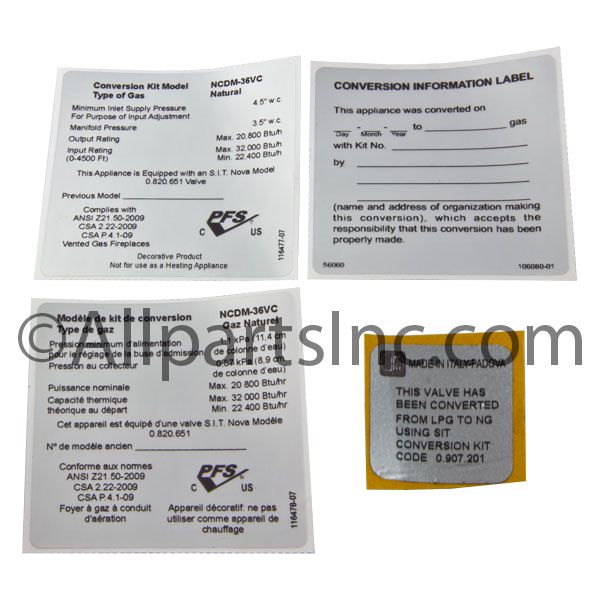 Conversion Kit Model NCDM-36VC
Type of Gas Natural
Minimum Inlet Supply Pressure 4.5" w.c.
For Purpose of Input Adjustment
Manifold Pressure 3.5" w.c.
Output Rating Max. 20,800 Btu/h
Input Rating Max. 32,000 Btu/h
(0-4500 Ft) Min. 22,400 Btu/h
This Appliance is Equipped with an S.I.T. Nova Model
0.820.651 Valve
Previous Model
Complies with
ANSI Z21.50-2009
CSA 2.22-2009
CSA P.4.1-09
Vented Gas Fireplaces
PFS ®
C US
Decorative Product
Not for use as a Heating Appliance
116477-07
CONVERSION INFORMATION LABEL
This appliance was converted on
- - to gas
Day Month Year
with Kit No.
by
(name and address of organization making
this conversion), which accepts the
responsibility that this conversion has been
properly made.
56060 106080-01
Modèle de kit de conversion NCDM-36VC
Type de gaz Gaz Naturel
©AllpartsInc.com
Pression minimum d'alimentation 1 kPa (11.4 cm
pour le réglage de la buse d'admission de colonne d'eau)
Pression au collecteur 0.87 kPa (8,9 cm
de colonne d'eau)
Puissance nominale Max. 20 800 Btu/hr
Capacité thermique Max. 32 000 Btu/hr
théorique au départ Min. 22 400 Btu/hr
Cet appareil est équipé d'une valve S.I.T. Nova Modèle
0.820.651
N° de modèle ancien
Conforme aux normes
ANSI Z21.50-2009
CSA 2.22-2009
CSA P.4.1-09
Foyer à gaz à conduit
d'aération
PFS ®
C US
Appareil décoratif: ne pas
utiliser comme appareil de
chauffage
116478-07
MADE IN ITALY-PADOVA
THIS VALVE HAS
BEEN CONVERTED
FROM LPG TO NG
USING SIT
CONVERSION KIT
CODE 0.907.201